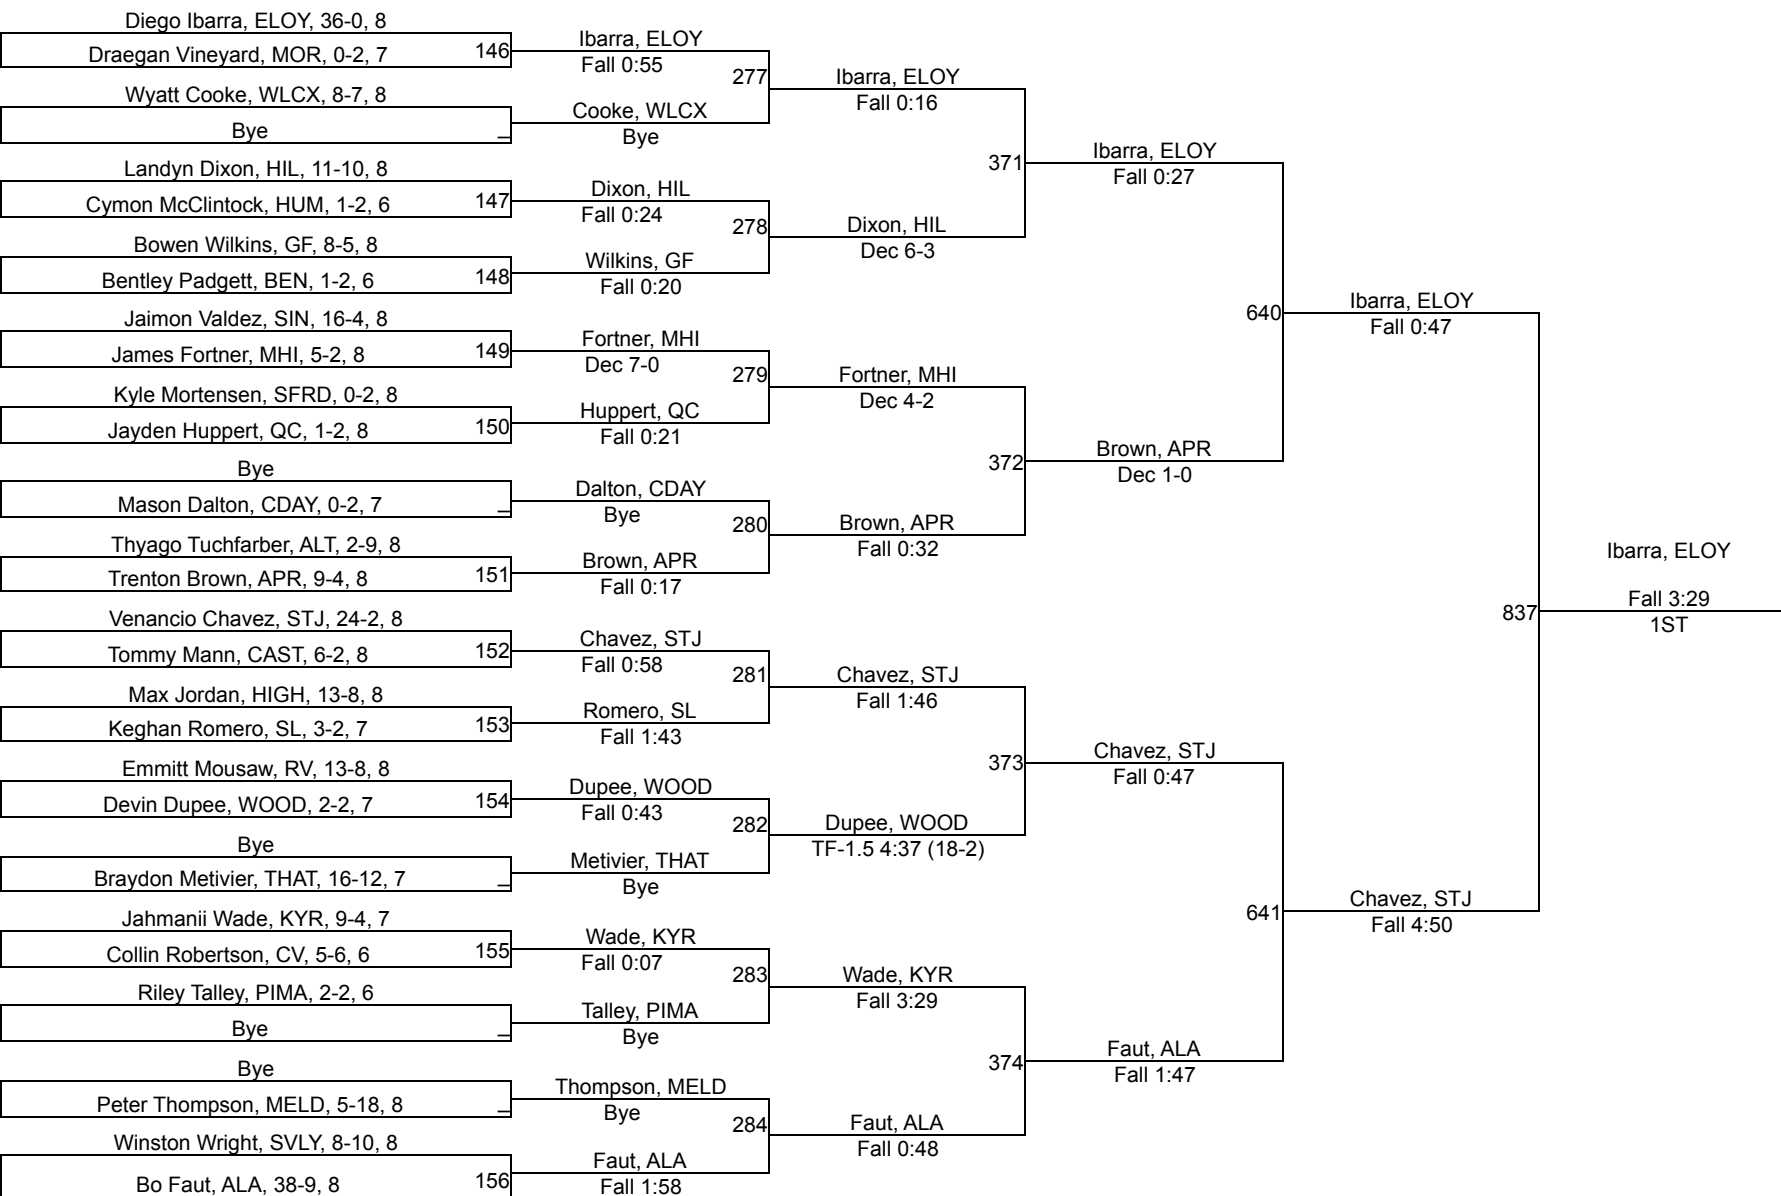 Diego Ibarra, ELOY, 36-0, 8
Draegan Vineyard, MOR, 0-2, 7
146
Wyatt Cooke, WLCX, 8-7, 8
Bye
_
Landyn Dixon, HIL, 11-10, 8
Cymon McClintock, HUM, 1-2, 6
147
Bowen Wilkins, GF, 8-5, 8
Bentley Padgett, BEN, 1-2, 6
148
Jaimon Valdez, SIN, 16-4, 8
James Fortner, MHI, 5-2, 8
149
Kyle Mortensen, SFRD, 0-2, 8
Jayden Huppert, QC, 1-2, 8
150
Bye
Mason Dalton, CDAY, 0-2, 7
_
Thyago Tuchfarber, ALT, 2-9, 8
Trenton Brown, APR, 9-4, 8
151
Venancio Chavez, STJ, 24-2, 8
Tommy Mann, CAST, 6-2, 8
152
Max Jordan, HIGH, 13-8, 8
Keghan Romero, SL, 3-2, 7
153
Emmitt Mousaw, RV, 13-8, 8
Devin Dupee, WOOD, 2-2, 7
154
Bye
Braydon Metivier, THAT, 16-12, 7
_
Jahmanii Wade, KYR, 9-4, 7
Collin Robertson, CV, 5-6, 6
155
Riley Talley, PIMA, 2-2, 6
Bye
_
Bye
Peter Thompson, MELD, 5-18, 8
_
Winston Wright, SVLY, 8-10, 8
Bo Faut, ALA, 38-9, 8
156
Ibarra, ELOY
Fall 0:55
277
Cooke, WLCX
Bye
Dixon, HIL
Fall 0:24
278
Wilkins, GF
Fall 0:20
Fortner, MHI
Dec 7-0
279
Huppert, QC
Fall 0:21
Dalton, CDAY
Bye
280
Brown, APR
Fall 0:17
Chavez, STJ
Fall 0:58
281
Romero, SL
Fall 1:43
Dupee, WOOD
Fall 0:43
282
Metivier, THAT
Bye
Wade, KYR
Fall 0:07
283
Talley, PIMA
Bye
Thompson, MELD
Bye
284
Faut, ALA
Fall 1:58
Ibarra, ELOY
Fall 0:16
371
Dixon, HIL
Dec 6-3
Fortner, MHI
Dec 4-2
372
Brown, APR
Fall 0:32
Chavez, STJ
Fall 1:46
373
Dupee, WOOD
TF-1.5 4:37 (18-2)
Wade, KYR
Fall 3:29
374
Faut, ALA
Fall 0:48
Ibarra, ELOY
Fall 0:27
640
Brown, APR
Dec 1-0
Chavez, STJ
Fall 0:47
641
Faut, ALA
Fall 1:47
Ibarra, ELOY
Fall 0:47
837
Chavez, STJ
Fall 4:50
Ibarra, ELOY
Fall 3:29
1ST